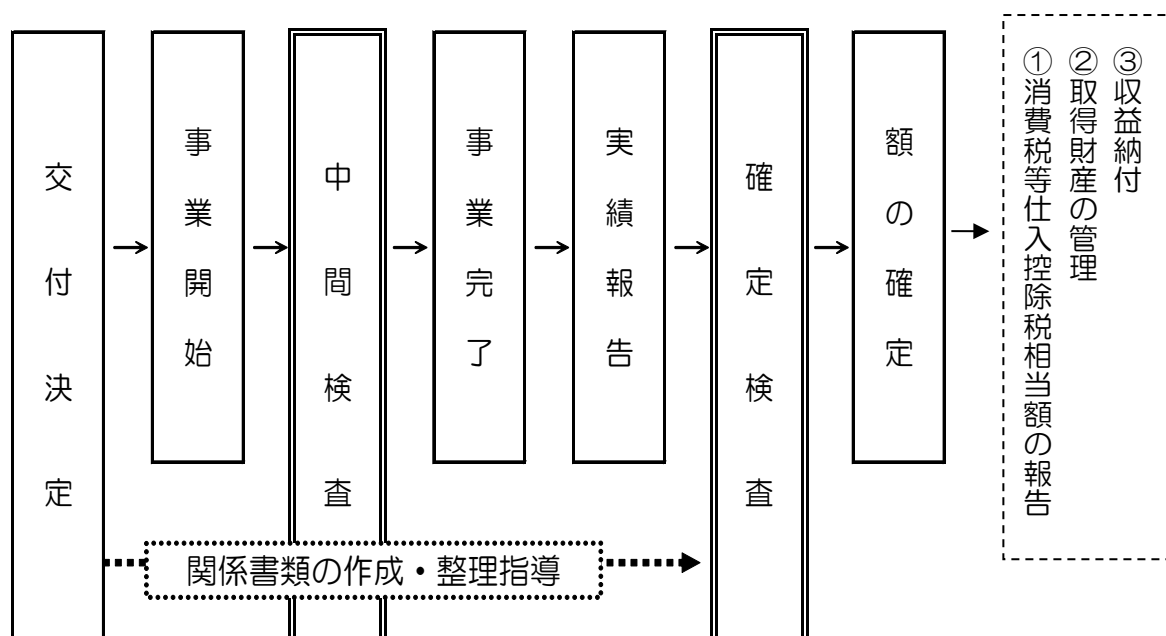 交付決定
事業開始
中間検査
事業完了
実績報告
確定検査
額の確定
③収益納付
②取得財産の管理
①消費税等仕入控除税相当額の報告
関係書類の作成・整理指導